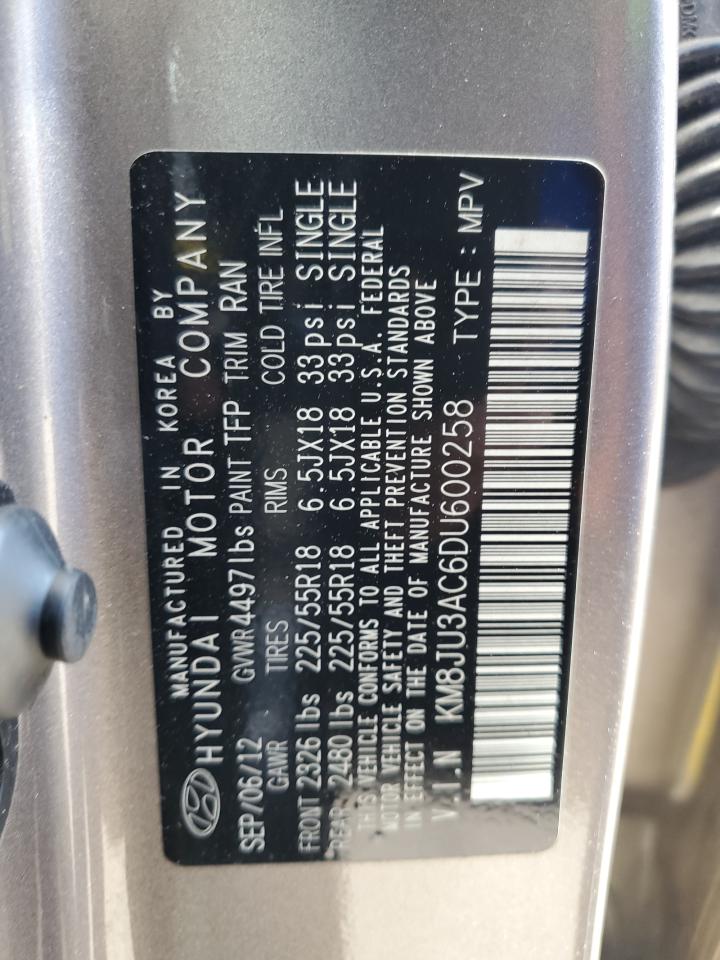 MANUFACTURED IN KOREA BY
HYUNDAI MOTOR COMPANY
SEP/06/12 GVWR 4497 lbs PAINT TFP TRIM RAN
GAWR TIRES RIMS COLD TIRE INFL
FRONT 2326 lbs 225/55R18 6.5JX18 33psi SINGLE
REAR 2480 lbs 225/55R18 6.5JX18 33psi SINGLE
THIS VEHICLE CONFORMS TO ALL APPLICABLE U.S.A. FEDERAL
MOTOR VEHICLE SAFETY AND THEFT PREVENTION STANDARDS
IN EFFECT ON THE DATE OF MANUFACTURE SHOWN ABOVE
V.I.N KM8JU3AC6DU600258 TYPE : MPV